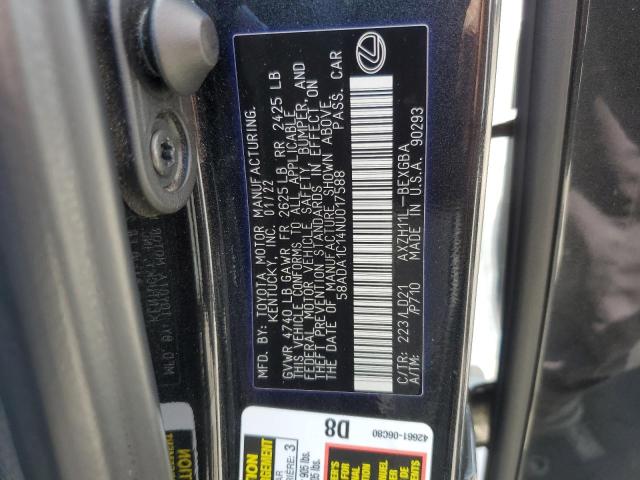 MFD. BY: TOYOTA MOTOR MANUFACTURING.
KENTUCKY, INC. 01/22
GVWR 4740 LB GAWR FR 2625 LB RR 2425 LB
THIS VEHICLE CONFORMS TO ALL APPLICABLE
FEDERAL MOTOR VEHICLE SAFETY, BUMPER, AND
THEFT PREVENTION STANDARDS IN EFFECT ON
THE DATE OF MANUFACTURE SHOWN ABOVE.
58ADA1C14NU017588 PASS. CAR
C/TR: 223/LD21 AXZH11L-BEXGBA
A/TM: /P710 MADE IN U.S.A. 90293
D8
42661-06C80
3
905 lbs.